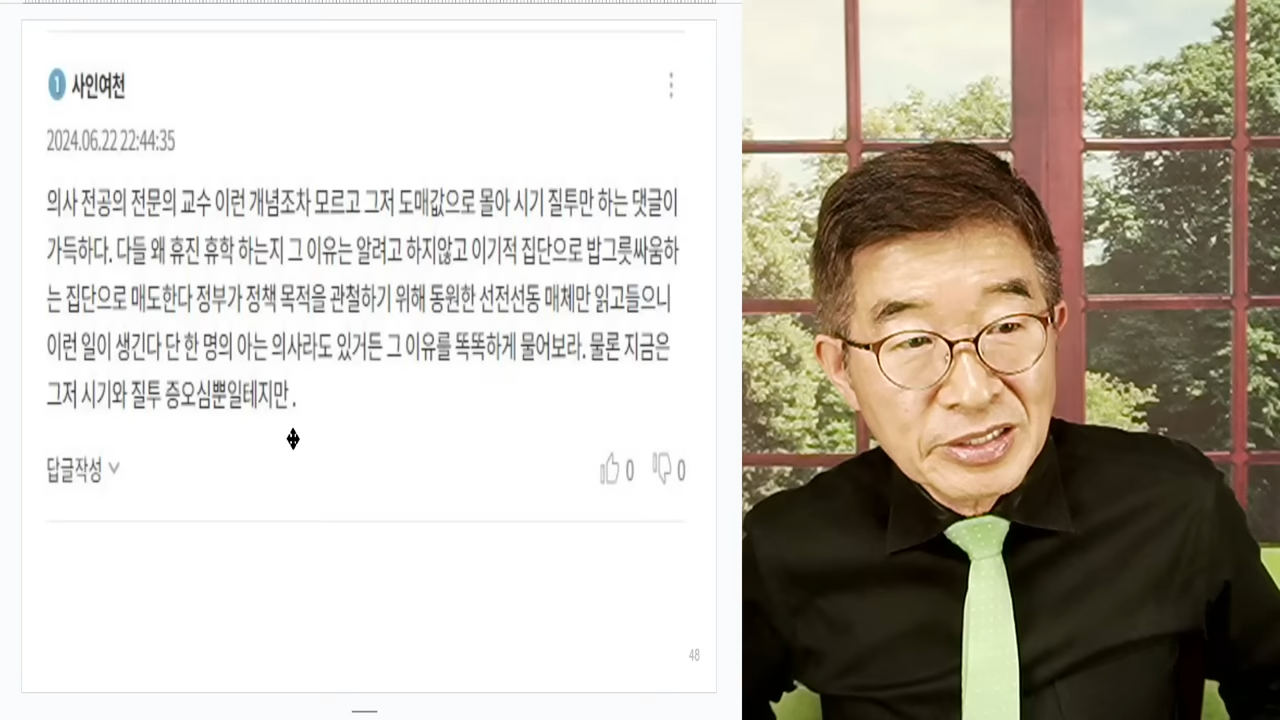 1 사인여천
2024.06.22 22:44:35
의사 전공의 전문의 교수 이런 개념조차 모르고 그저 도매값으로 몰아 시기 질투만 하는 댓글이
가득하다. 다들 왜 휴진 휴학 하는지 그 이유는 알려고 하지않고 이기적 집단으로 밥그릇싸움하
는 집단으로 매도한다 정부가 정책 목적을 관철하기 위해 동원한 선전선동 매체만 읽고들으니
이런 일이 생긴다 단 한 명의 아는 의사라도 있거든 그 이유를 똑똑하게 물어보라. 물론 지금은
그저 시기와 질투 증오심뿐일테지만 .
답글작성 0 0
48